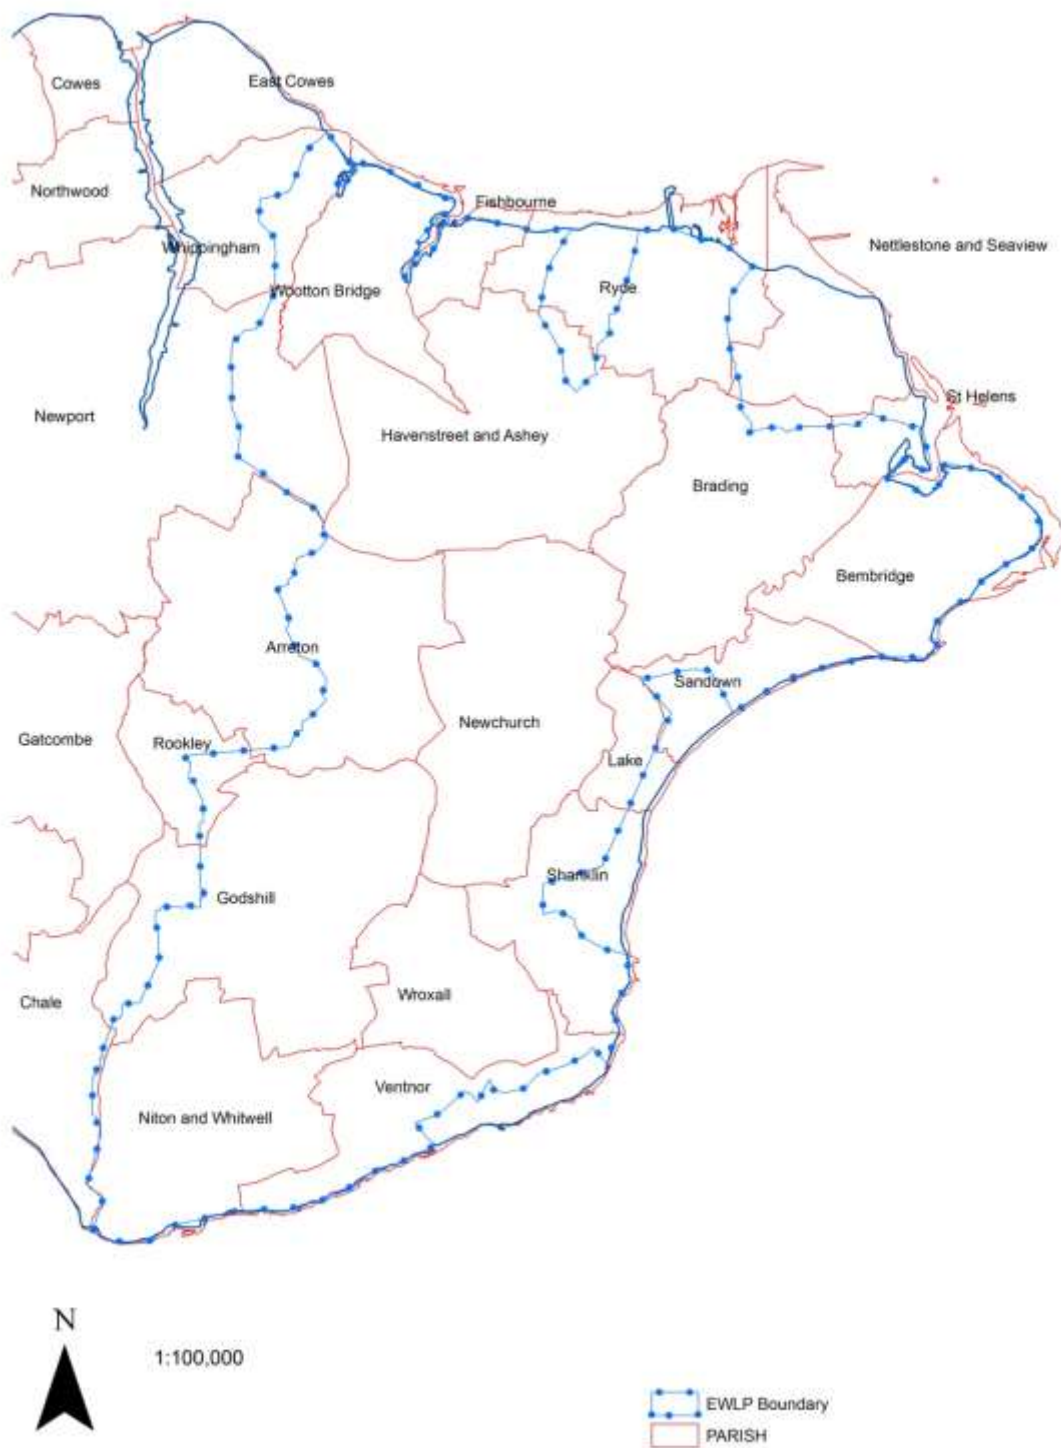 Cowes
East Cowes
Northwood
Fishbourne
Whippingham
Nettlestone and Seaview
Wootton Bridge
Ryde
Newport
St Helens
Havenstreet and Ashey
Brading
Bembridge
Arreton
Sandown
Gatcombe
Rookley
Newchurch
Lake
Shanklin
Godshill
Chale
Wroxall
Ventnor
Niton and Whitwell
N
1:100,000
EWLP Boundary
PARISH